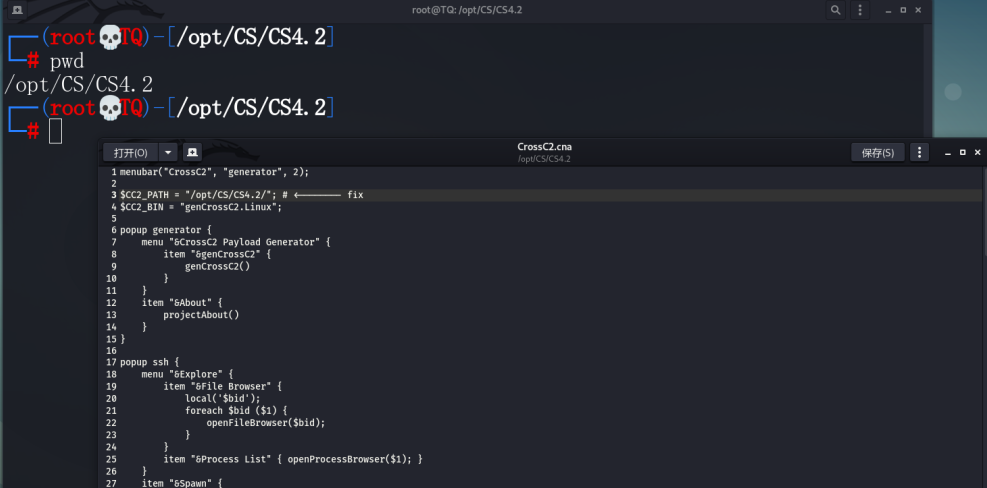 root@TQ: /opt/CS/CS4.2
(root💀TQ)-[/opt/CS/CS4.2]
# pwd
/opt/CS/CS4.2
(root💀TQ)-[/opt/CS/CS4.2]
#
打开(O)
CrossC2.cna
/opt/CS/CS4.2
保存(S)
1 menubar("CrossC2", "generator", 2);
2
3 $CC2_PATH = "/opt/CS/CS4.2/"; # <------- fix
4 $CC2_BIN = "genCrossC2.Linux";
5
6 popup generator {
7     menu "&CrossC2 Payload Generator" {
8         item "&genCrossC2" {
9             genCrossC2()
10         }
11     }
12     item "&About" {
13         projectAbout()
14     }
15 }
16
17 popup ssh {
18     menu "&Explore" {
19         item "&File Browser" {
20             local('$bid');
21             foreach $bid ($1) {
22                 openFileBrowser($bid);
23             }
24         }
25         item "&Process List" { openProcessBrowser($1); }
26     }
27     item "&Spawn" {